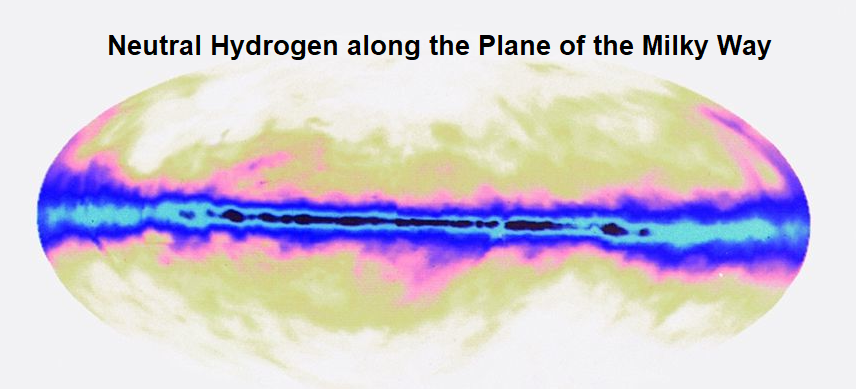 Neutral Hydrogen along the Plane of the Milky Way